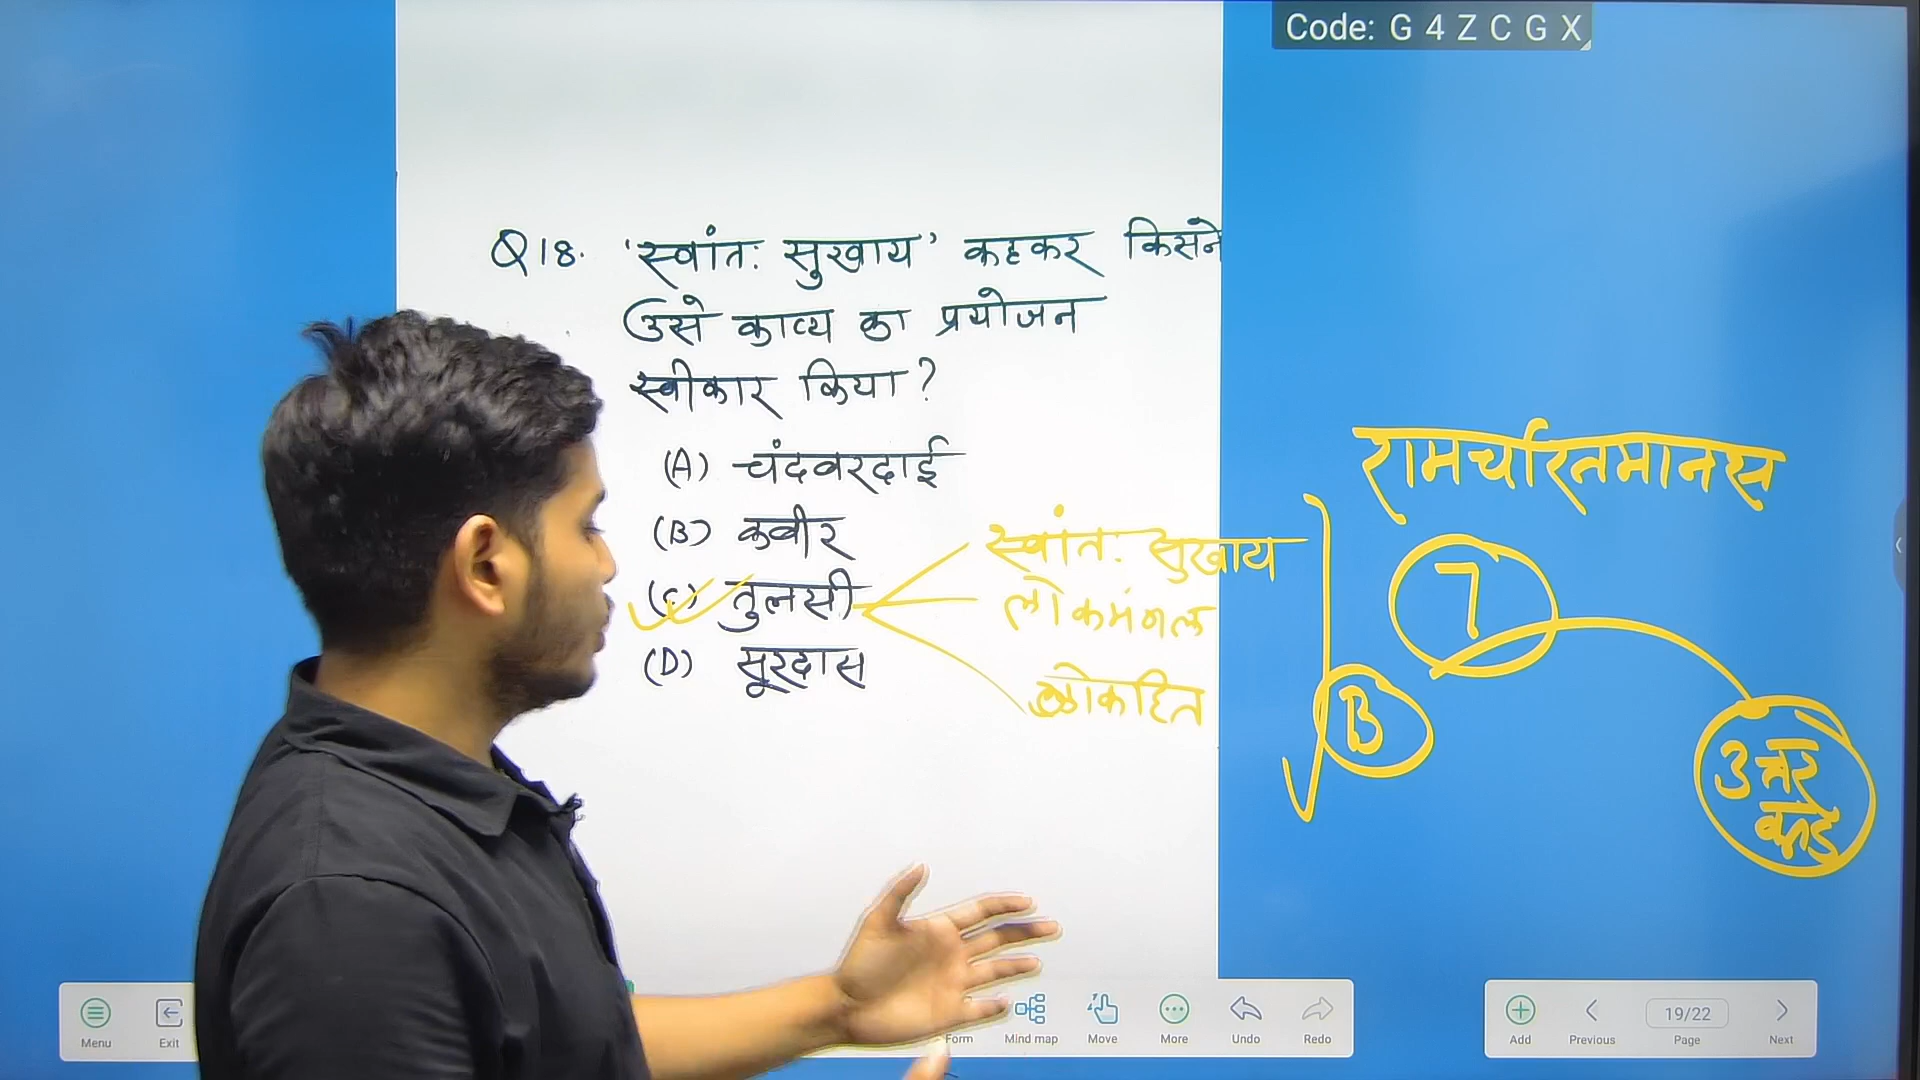 Code: G 4 Z C G X
Q18. 'स्वांत: सुखाय' कहकर किसने
उसे काव्य का प्रयोजन
स्वीकार किया?
(A) चंदवरदाई
(B) कबीर
(C) तुलसी
(D) सूरदास
स्वांत: सुखाय
लोकमंगल
लोकहित
रामचरितमानस
7
B
उत्तर
कांड
Menu
Exit
Form
Mind map
Move
More
Undo
Redo
Add
Previous
19/22
Page
Next